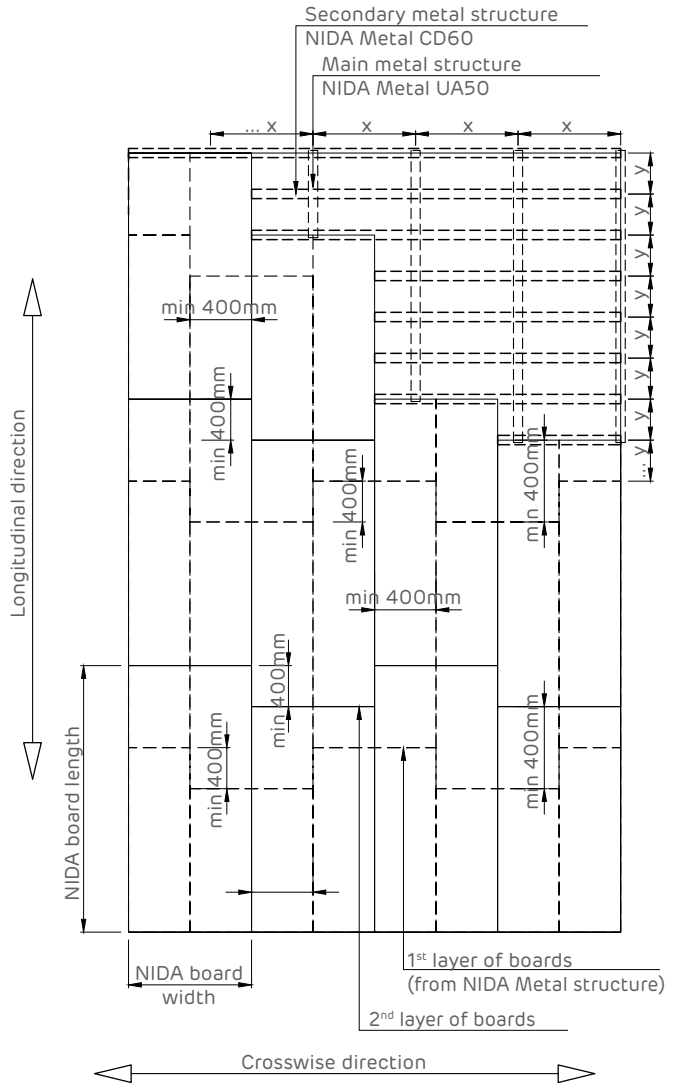 Secondary metal structure
NIDA Metal CD60
Main metal structure
NIDA Metal UA50
... x
x
x
x
y
y
y
y
y
y
y
... y
min 400mm
min 400mm
min 400mm
min 400mm
min 400mm
min 400mm
min 400mm
min 400mm
Longitudinal direction
NIDA board length
NIDA board
width
1st layer of boards
(from NIDA Metal structure)
2nd layer of boards
Crosswise direction